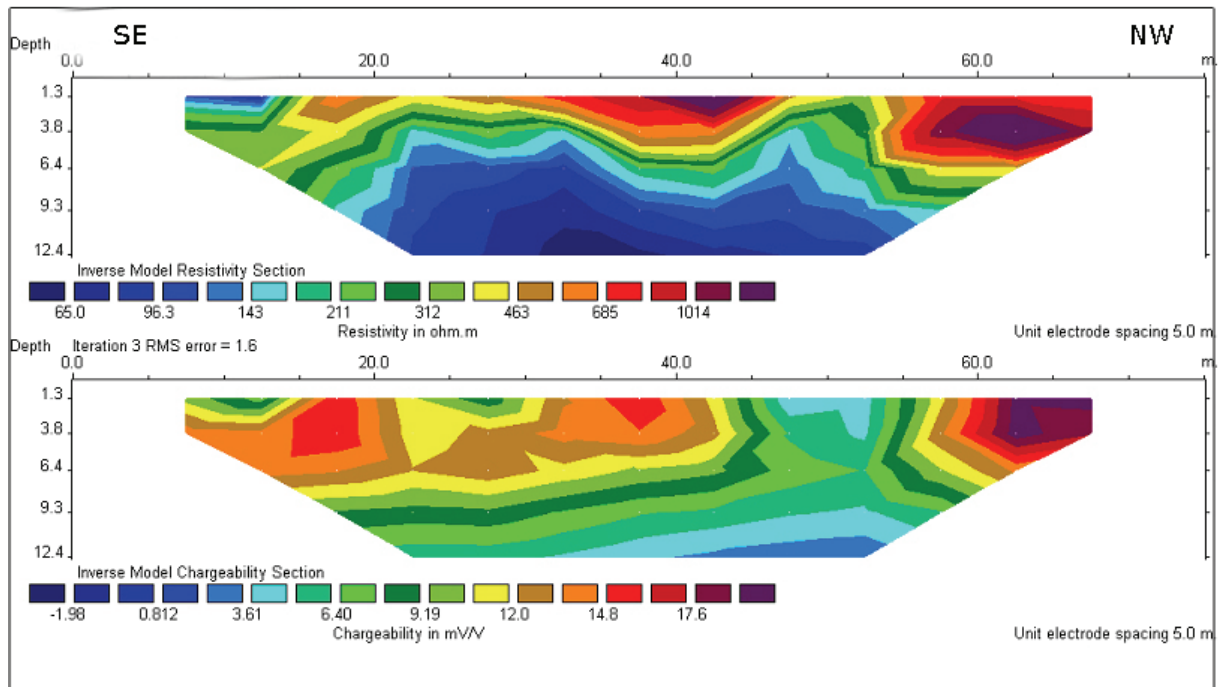 SE NW
Depth 0.0 20.0 40.0 60.0 m.
1.3
3.8
6.4
9.3
12.4
Inverse Model Resistivity Section
65.0 96.3 143 211 312 463 685 1014
Resistivity in ohm.m
Unit electrode spacing 5.0 m.
Depth Iteration 3 RMS error = 1.6
0.0 20.0 40.0 60.0 m.
1.3
3.8
6.4
9.3
12.4
Inverse Model Chargeability Section
-1.98 0.812 3.61 6.40 9.19 12.0 14.8 17.6
Chargeability in mV/V
Unit electrode spacing 5.0 m.